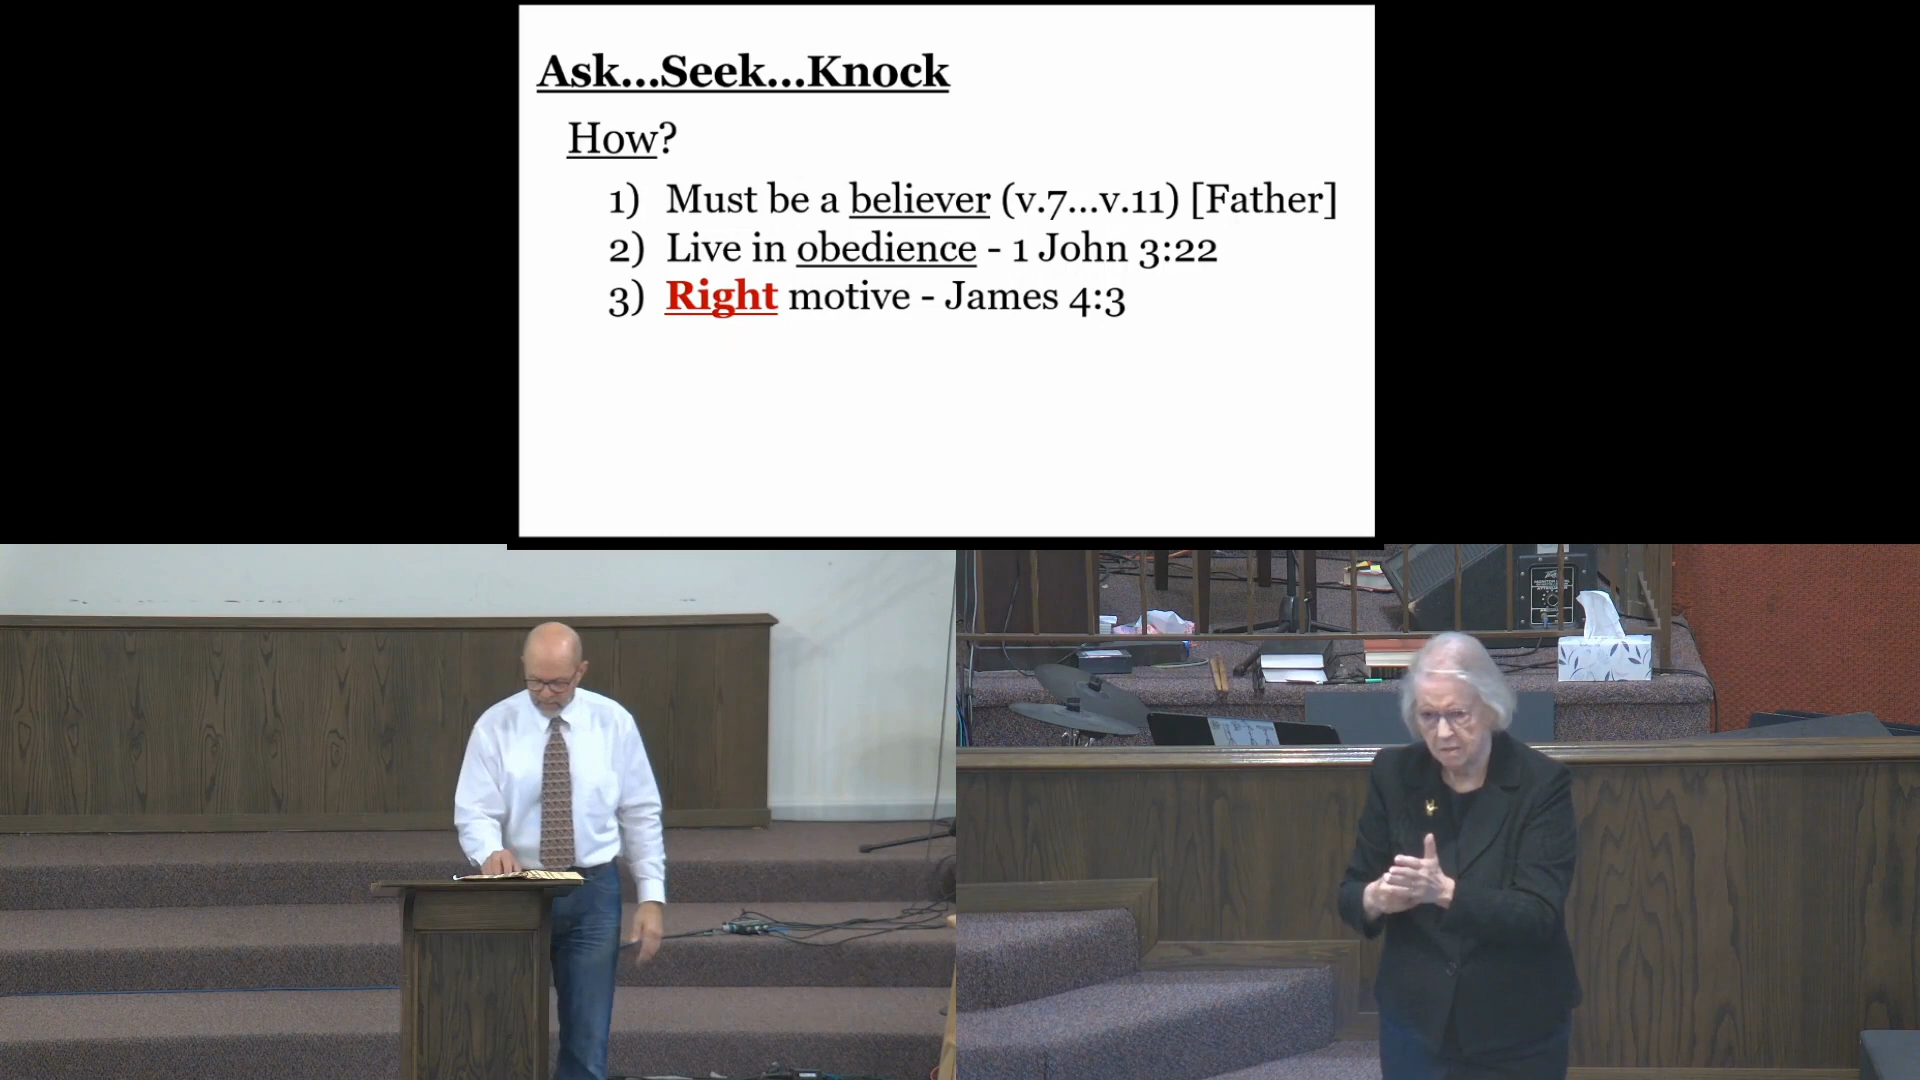 Ask...Seek...Knock
How?
1) Must be a believer (v.7...v.11) [Father]
2) Live in obedience - 1 John 3:22
3) Right motive - James 4:3